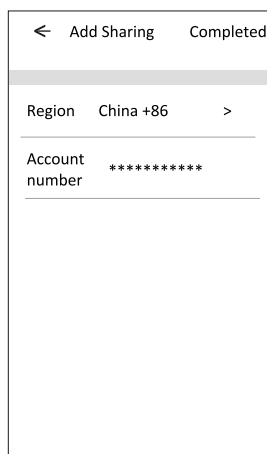 ← Add Sharing Completed
Region China +86 >
Account
number ***********